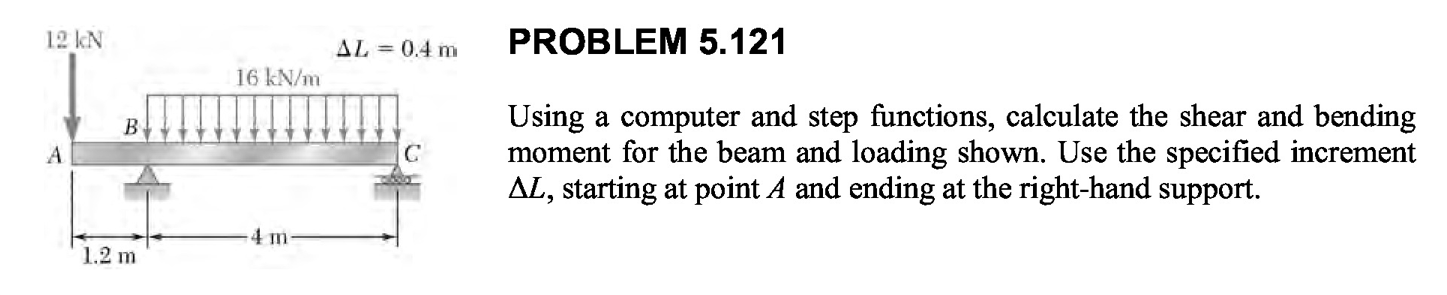 12 kN
ΔL = 0.4 m
16 kN/m
B
A
C
4 m
1.2 m
PROBLEM 5.121
Using a computer and step functions, calculate the shear and bending
moment for the beam and loading shown. Use the specified increment
ΔL, starting at point A and ending at the right-hand support.